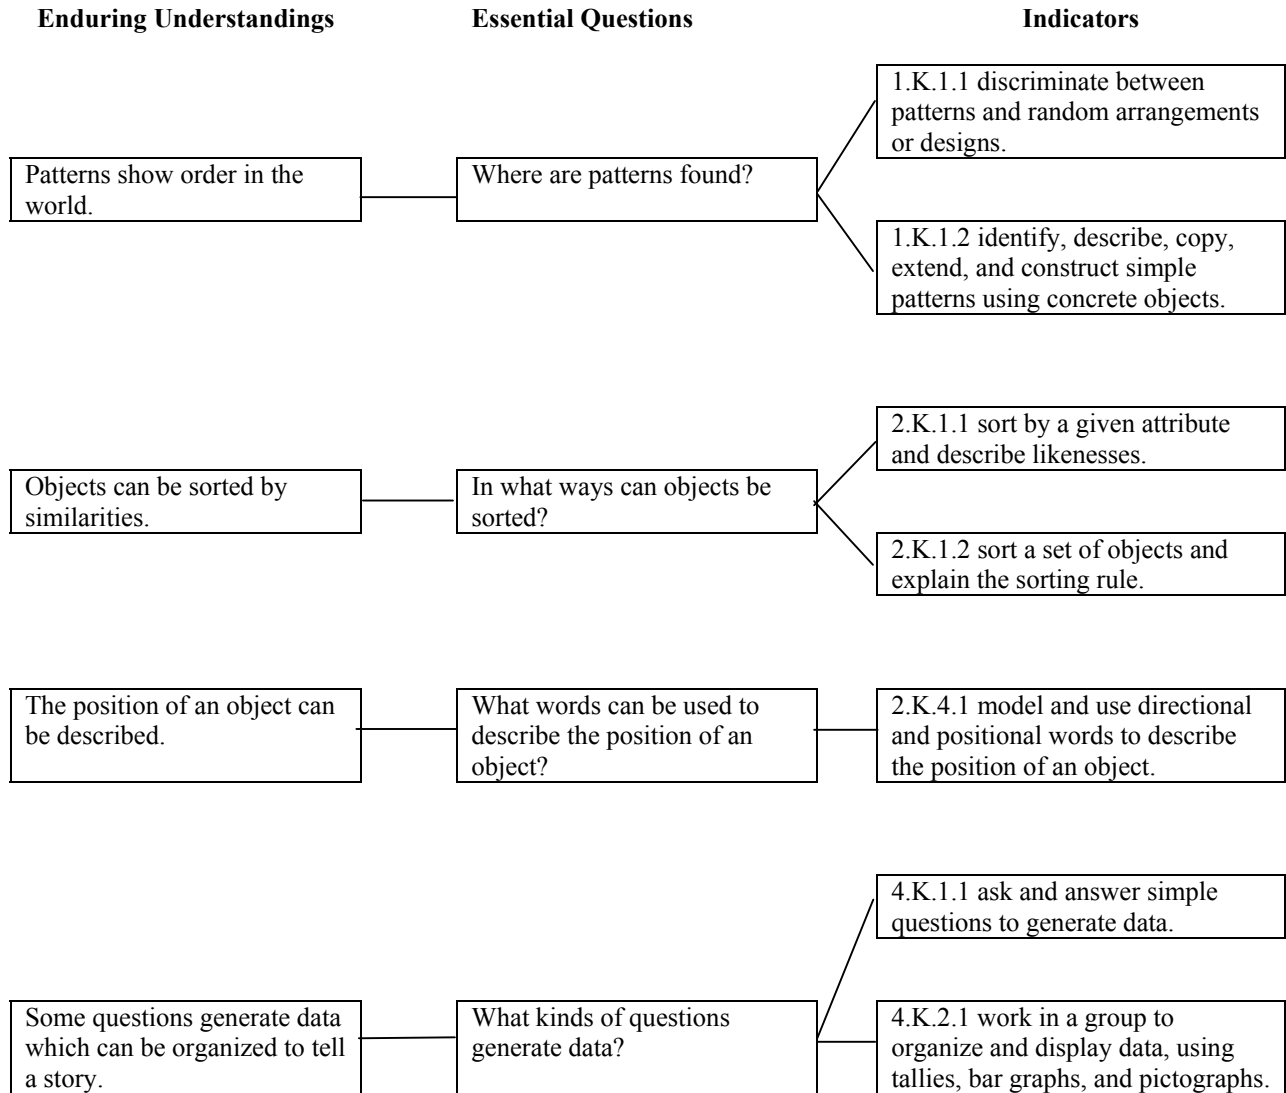 Enduring Understandings
Essential Questions
Indicators
Patterns show order in the
world.
Where are patterns found?
1.K.1.1 discriminate between
patterns and random arrangements
or designs.
1.K.1.2 identify, describe, copy,
extend, and construct simple
patterns using concrete objects.
Objects can be sorted by
similarities.
In what ways can objects be
sorted?
2.K.1.1 sort by a given attribute
and describe likenesses.
2.K.1.2 sort a set of objects and
explain the sorting rule.
The position of an object can
be described.
What words can be used to
describe the position of an
object?
2.K.4.1 model and use directional
and positional words to describe
the position of an object.
Some questions generate data
which can be organized to tell
a story.
What kinds of questions
generate data?
4.K.1.1 ask and answer simple
questions to generate data.
4.K.2.1 work in a group to
organize and display data, using
tallies, bar graphs, and pictographs.